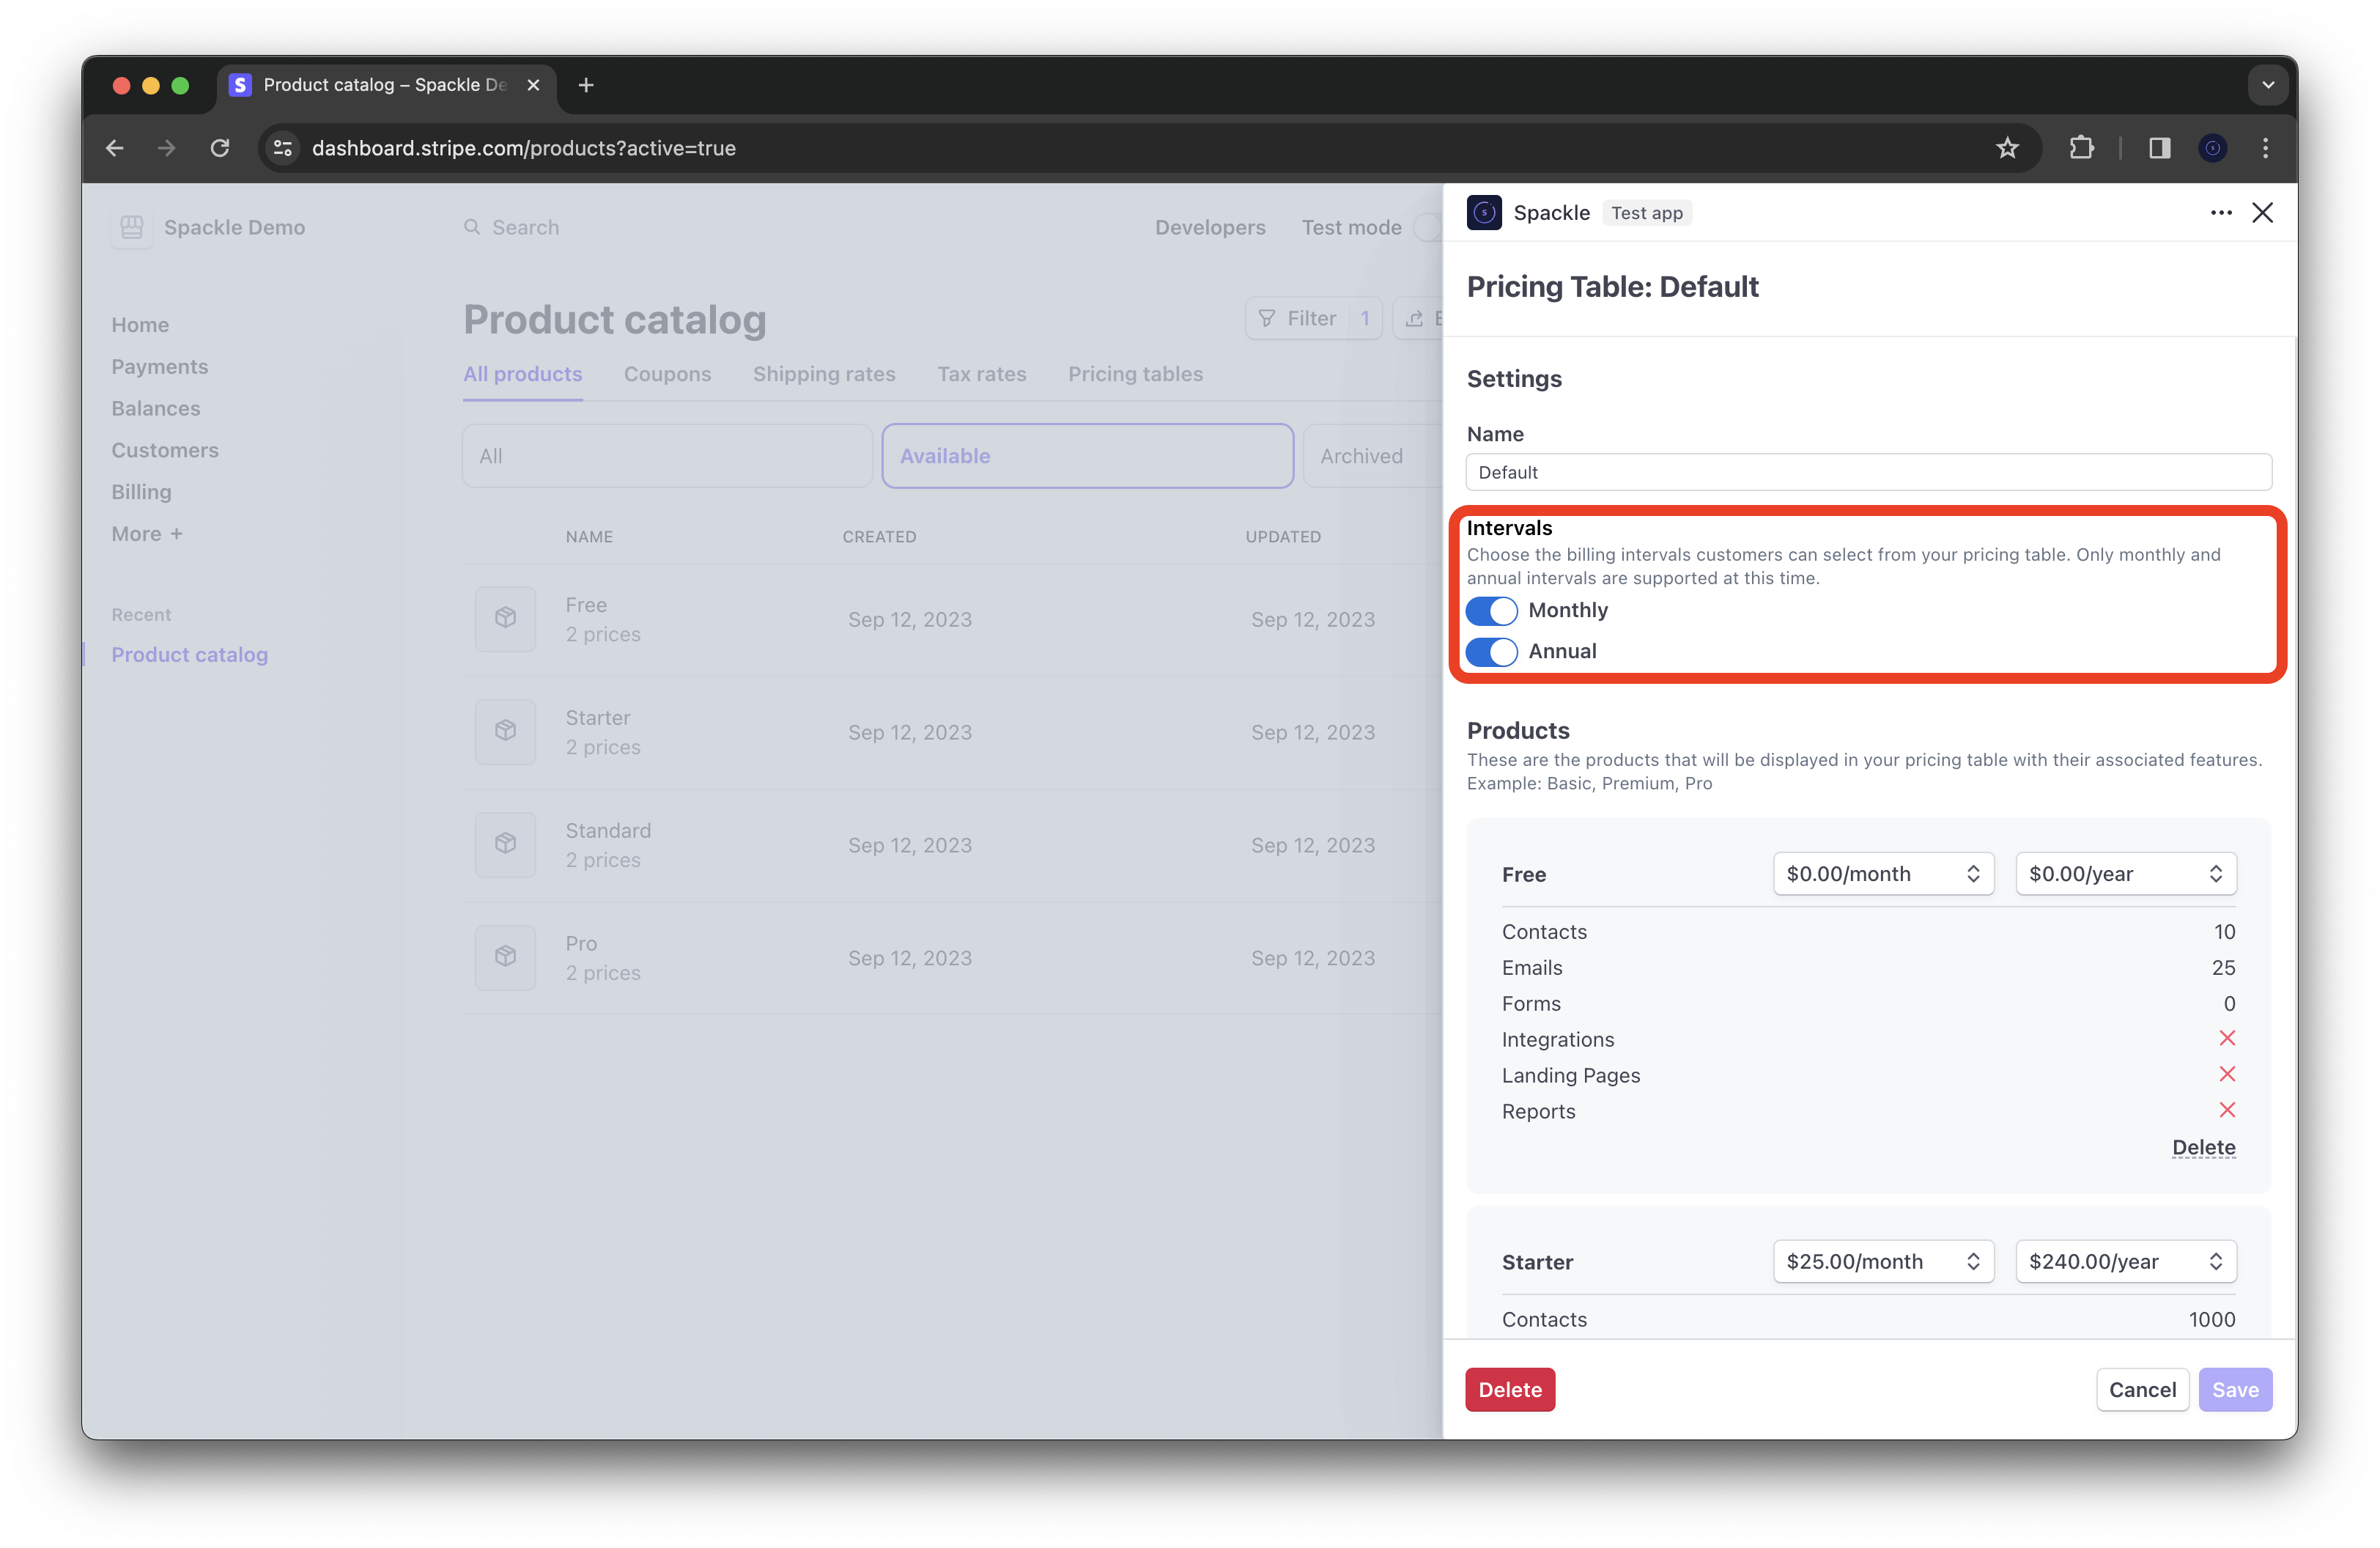 Product catalog – Spackle De
dashboard.stripe.com/products?active=true
Spackle Demo
Search
Developers
Test mode
Home
Payments
Balances
Customers
Billing
More +
Recent
Product catalog
Product catalog
Filter 1
All products
Coupons
Shipping rates
Tax rates
Pricing tables
All
Available
Archived
NAME CREATED UPDATED
Free
2 prices
Sep 12, 2023
Sep 12, 2023
Starter
2 prices
Sep 12, 2023
Sep 12, 2023
Standard
2 prices
Sep 12, 2023
Sep 12, 2023
Pro
2 prices
Sep 12, 2023
Sep 12, 2023
Spackle Test app
Pricing Table: Default
Settings
Name
Default
Intervals
Choose the billing intervals customers can select from your pricing table. Only monthly and
annual intervals are supported at this time.
Monthly
Annual
Products
These are the products that will be displayed in your pricing table with their associated features.
Example: Basic, Premium, Pro
Free $0.00/month $0.00/year
Contacts 10
Emails 25
Forms 0
Integrations
Landing Pages
Reports
Delete
Starter $25.00/month $240.00/year
Contacts 1000
Delete Cancel Save